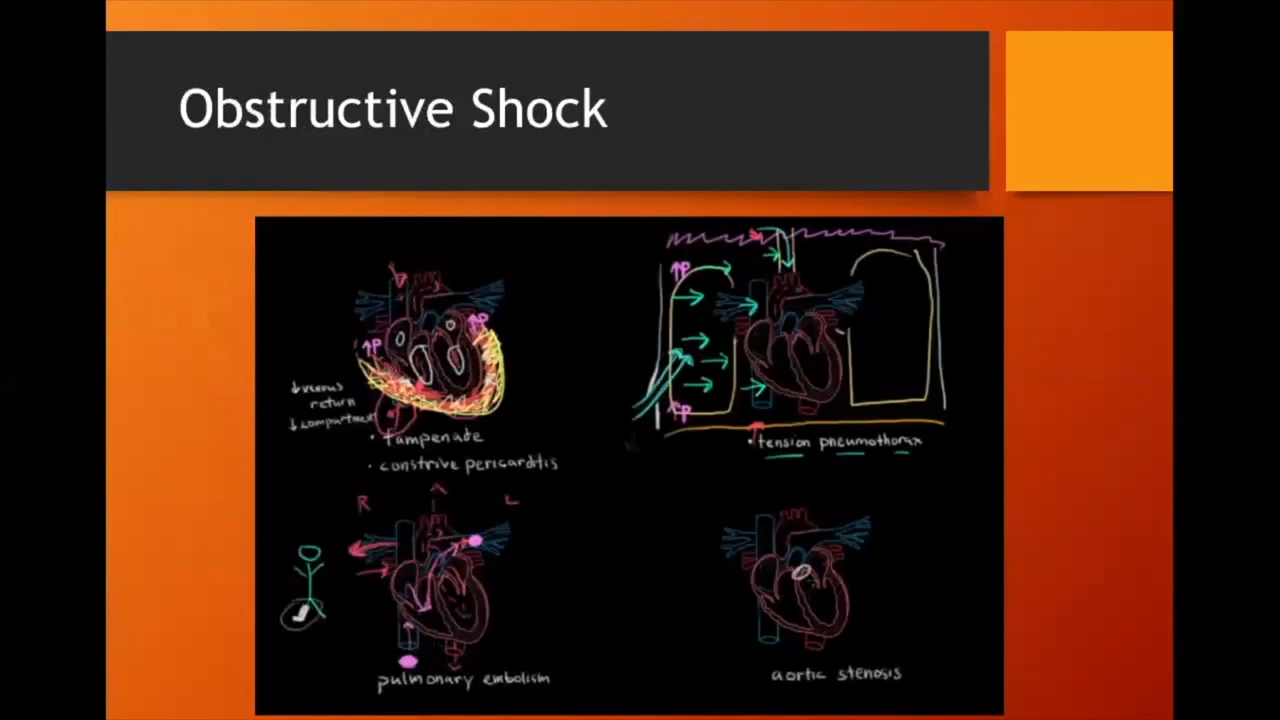 Obstructive Shock
↑P
↑P
↓venous
return
↓compartment
• tampenade
• constrive pericarditis
↑P
↑P
• tension pneumothorax
R
L
pulmonary embolism
aortic stenosis